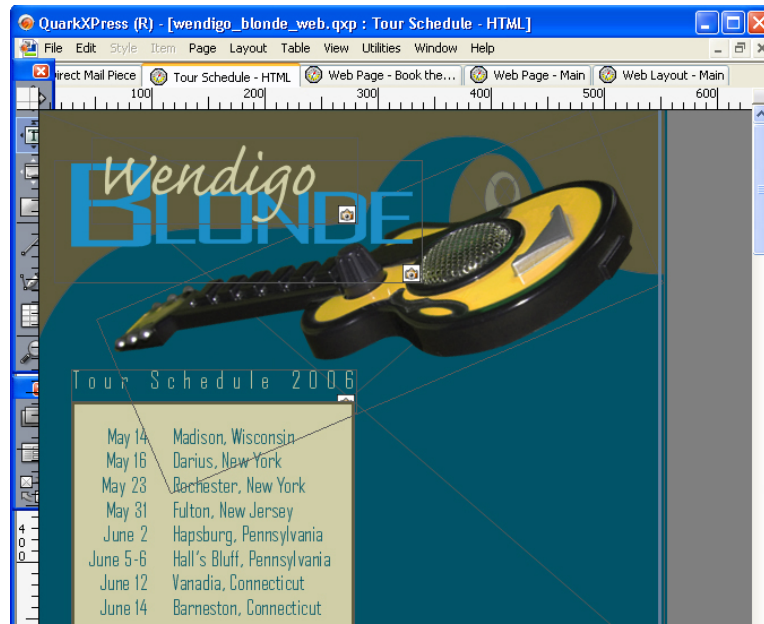 QuarkXPress (R) - [wendigo_blonde_web.qxp : Tour Schedule - HTML]
File Edit Style Item Page Layout Table View Utilities Window Help
irect Mail Piece Tour Schedule - HTML Web Page - Book the... Web Page - Main Web Layout - Main
100 200 300 400 500 600
Wendigo
BLONDE
Tour Schedule 2006
May 14 Madison, Wisconsin
May 16 Darius, New York
May 23 Rochester, New York
May 31 Fulton, New Jersey
June 2 Hapsburg, Pennsylvania
June 5-6 Hall's Bluff, Pennsylvania
June 12 Vanadia, Connecticut
June 14 Barneston, Connecticut
400